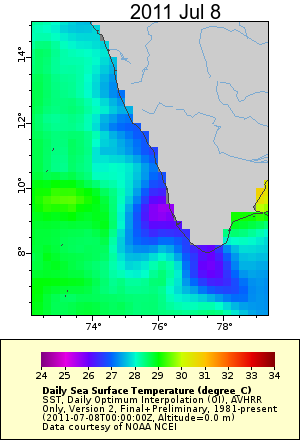 2011 Jul 8
14°
12°
10°
8°
74° 76° 78°
24 25 26 27 28 29 30 31 32 33 34
Daily Sea Surface Temperature (degree_C)
SST, Daily Optimum Interpolation (OI), AVHRR
Only, Version 2, Final+Preliminary, 1981-present
(2011-07-08T00:00:00Z, Altitude=0.0 m)
Data courtesy of NOAA NCEI